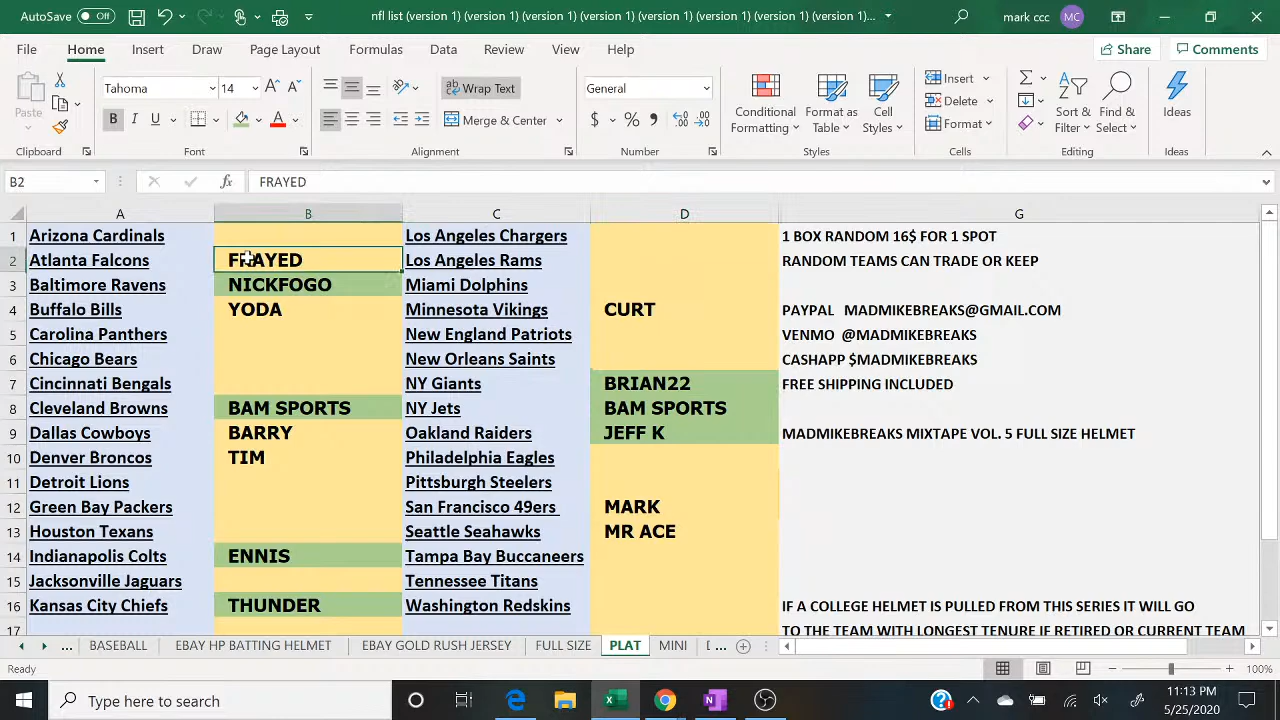 AutoSave Off nfl list (version 1) (version 1) (version 1) (version 1) (version 1) (version 1)... mark ccc MC
File Home Insert Draw Page Layout Formulas Data Review View Help Share Comments
Paste Tahoma 14 Wrap Text General Conditional Formatting Format as Table Cell Styles Insert Delete Format Sort & Filter Find & Select Ideas
B I U Merge & Center $ % 9
Clipboard Font Alignment Number Styles Cells Editing Ideas
B2 fx FRAYED
A B C D G
1 Arizona Cardinals Los Angeles Chargers 1 BOX RANDOM 16$ FOR 1 SPOT
2 Atlanta Falcons FRAYED Los Angeles Rams RANDOM TEAMS CAN TRADE OR KEEP
3 Baltimore Ravens NICKFOGO Miami Dolphins
4 Buffalo Bills YODA Minnesota Vikings CURT PAYPAL MADMIKEBREAKS@GMAIL.COM
5 Carolina Panthers New England Patriots VENMO @MADMIKEBREAKS
6 Chicago Bears New Orleans Saints CASHAPP $MADMIKEBREAKS
7 Cincinnati Bengals NY Giants BRIAN22 FREE SHIPPING INCLUDED
8 Cleveland Browns BAM SPORTS NY Jets BAM SPORTS
9 Dallas Cowboys BARRY Oakland Raiders JEFF K MADMIKEBREAKS MIXTAPE VOL. 5 FULL SIZE HELMET
10 Denver Broncos TIM Philadelphia Eagles
11 Detroit Lions Pittsburgh Steelers
12 Green Bay Packers San Francisco 49ers MARK
13 Houston Texans Seattle Seahawks MR ACE
14 Indianapolis Colts ENNIS Tampa Bay Buccaneers
15 Jacksonville Jaguars Tennessee Titans
16 Kansas City Chiefs THUNDER Washington Redskins IF A COLLEGE HELMET IS PULLED FROM THIS SERIES IT WILL GO
17 TO THE TEAM WITH LONGEST TENURE IF RETIRED OR CURRENT TEAM
... BASEBALL EBAY HP BATTING HELMET EBAY GOLD RUSH JERSEY FULL SIZE PLAT MINI ...
Ready 100%
Type here to search 11:13 PM
5/25/2020